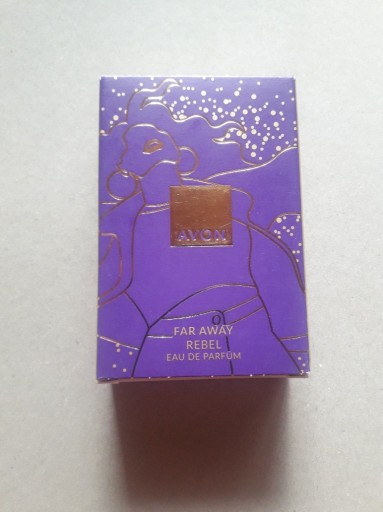 AVON
FAR AWAY
REBEL
EAU DE PARFUM